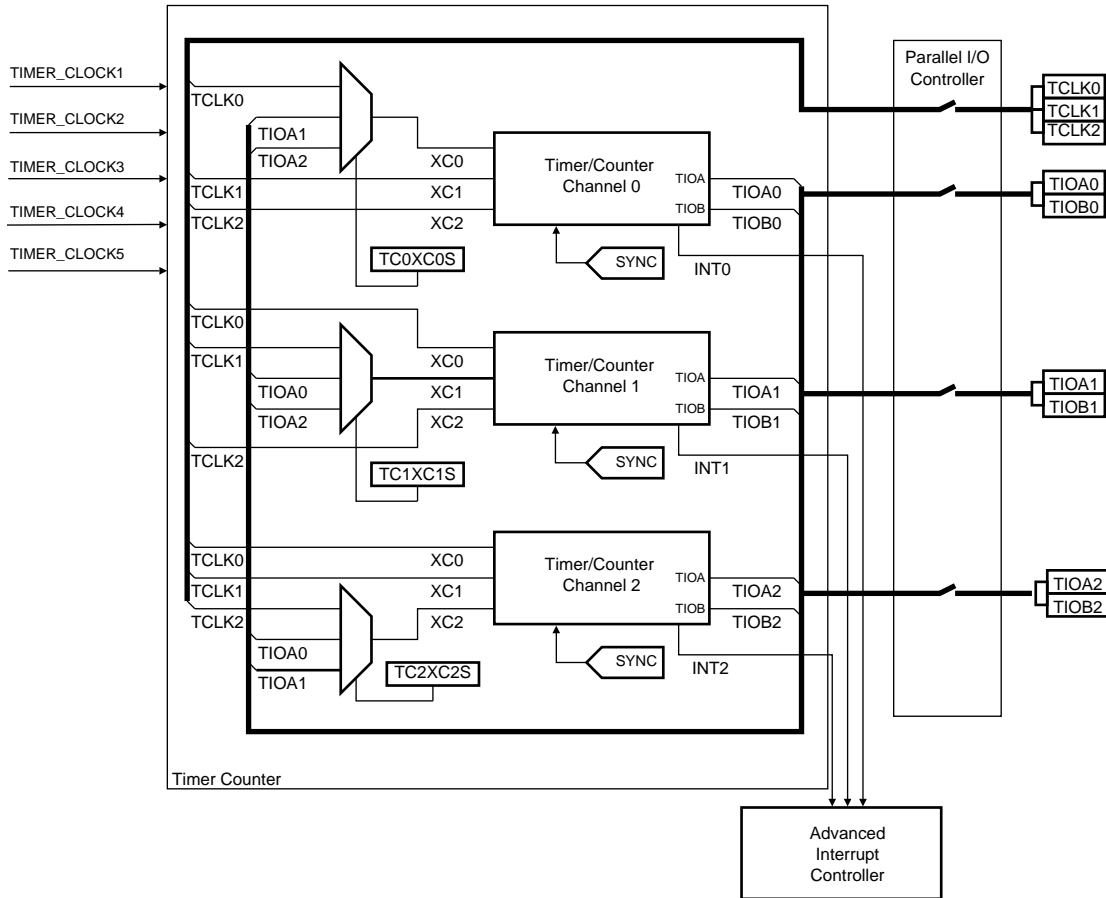 TIMER_CLOCK1
TIMER_CLOCK2
TIMER_CLOCK3
TIMER_CLOCK4
TIMER_CLOCK5
TCLK0
TIOA1
TIOA2
TCLK1
TCLK2
XC0
XC1
XC2
TC0XC0S
Timer/Counter
Channel 0
TIOA
TIOB
TIOA0
TIOB0
SYNC
INT0
TCLK0
TCLK1
TIOA0
TIOA2
TCLK2
XC0
XC1
XC2
TC1XC1S
Timer/Counter
Channel 1
TIOA
TIOB
TIOA1
TIOB1
SYNC
INT1
TCLK0
TCLK1
TCLK2
TIOA0
TIOA1
XC0
XC1
XC2
TC2XC2S
Timer/Counter
Channel 2
TIOA
TIOB
TIOA2
TIOB2
SYNC
INT2
Timer Counter
Parallel I/O
Controller
TCLK0
TCLK1
TCLK2
TIOA0
TIOB0
TIOA1
TIOB1
TIOA2
TIOB2
Advanced
Interrupt
Controller